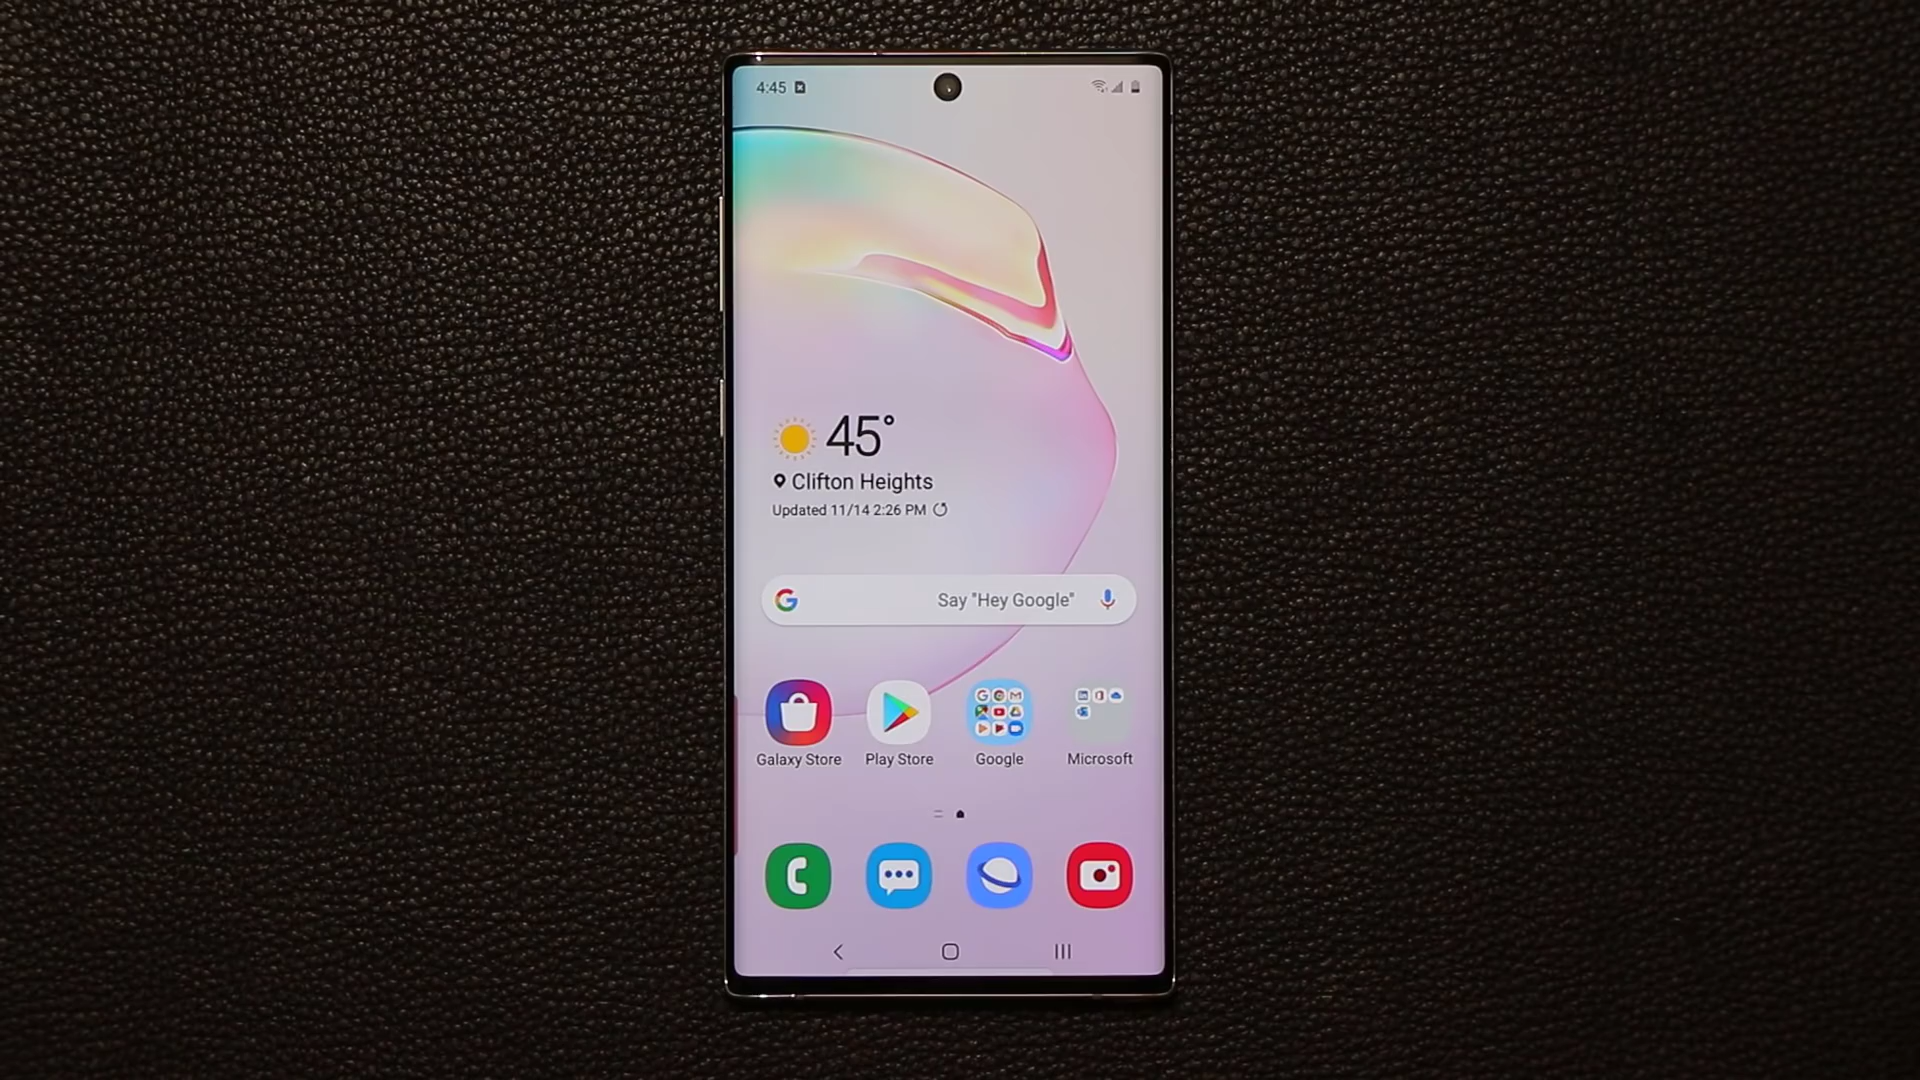 4:45
45°
Clifton Heights
Updated 11/14 2:26 PM
Say "Hey Google"
Galaxy Store
Play Store
Google
Microsoft